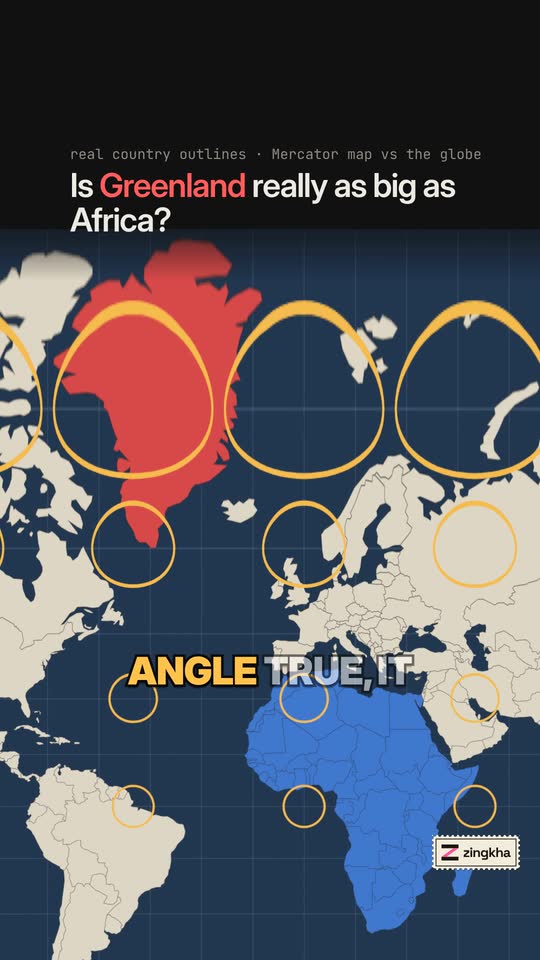 real country outlines · Mercator map vs the globe
Is Greenland really as big as
Africa?
ANGLE TRUE, IT
zingkha